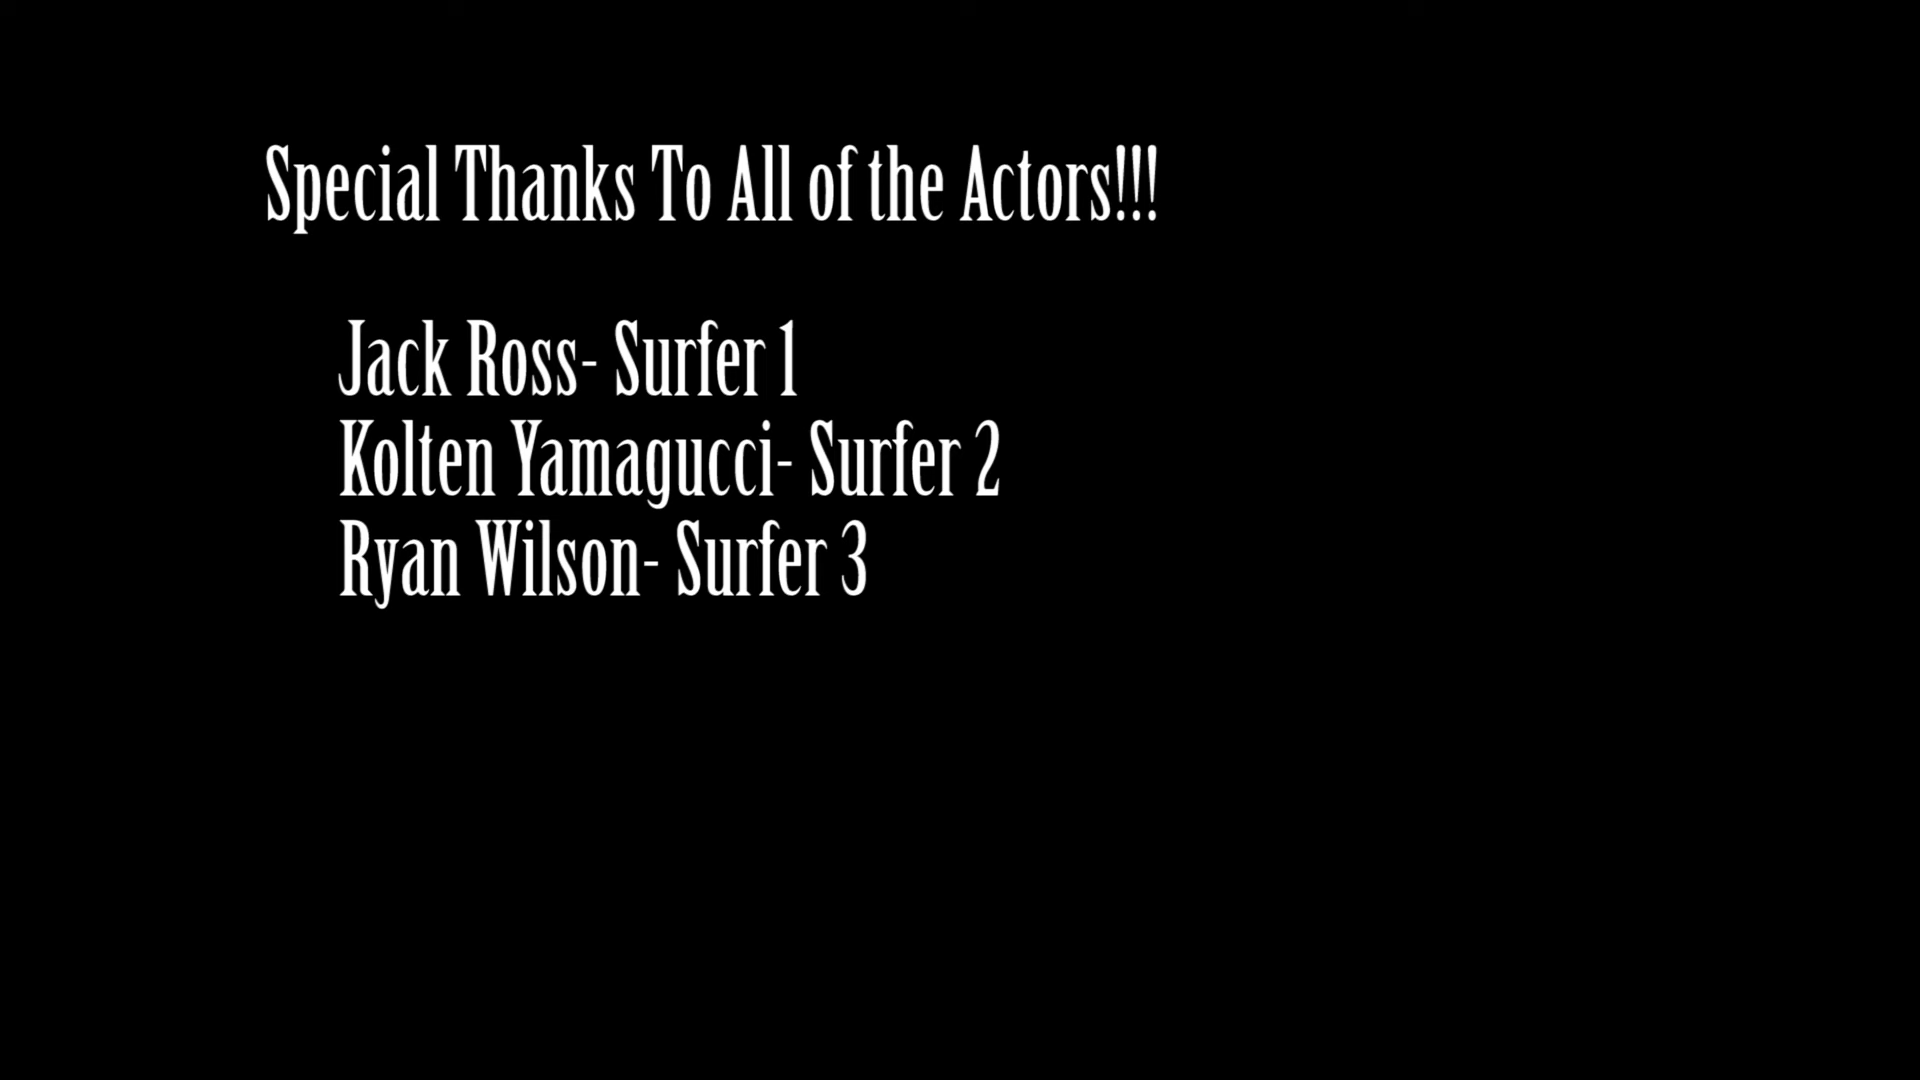 Special Thanks To All of the Actors!!!
Jack Ross- Surfer 1
Kolten Yamagucci- Surfer 2
Ryan Wilson- Surfer 3